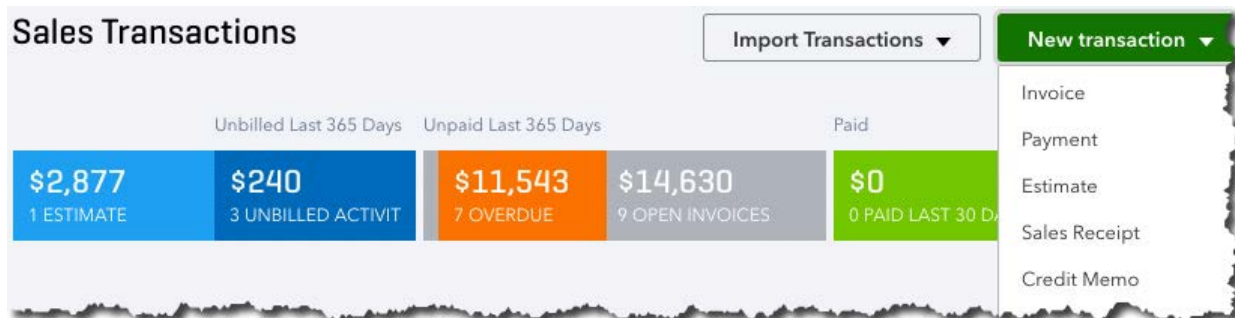 Sales Transactions
Import Transactions
New transaction
Invoice
Payment
Estimate
Sales Receipt
Credit Memo
Unbilled Last 365 Days
Unpaid Last 365 Days
Paid
$2,877
1 ESTIMATE
$240
3 UNBILLED ACTIVIT
$11,543
7 OVERDUE
$14,630
9 OPEN INVOICES
$0
0 PAID LAST 30 DA